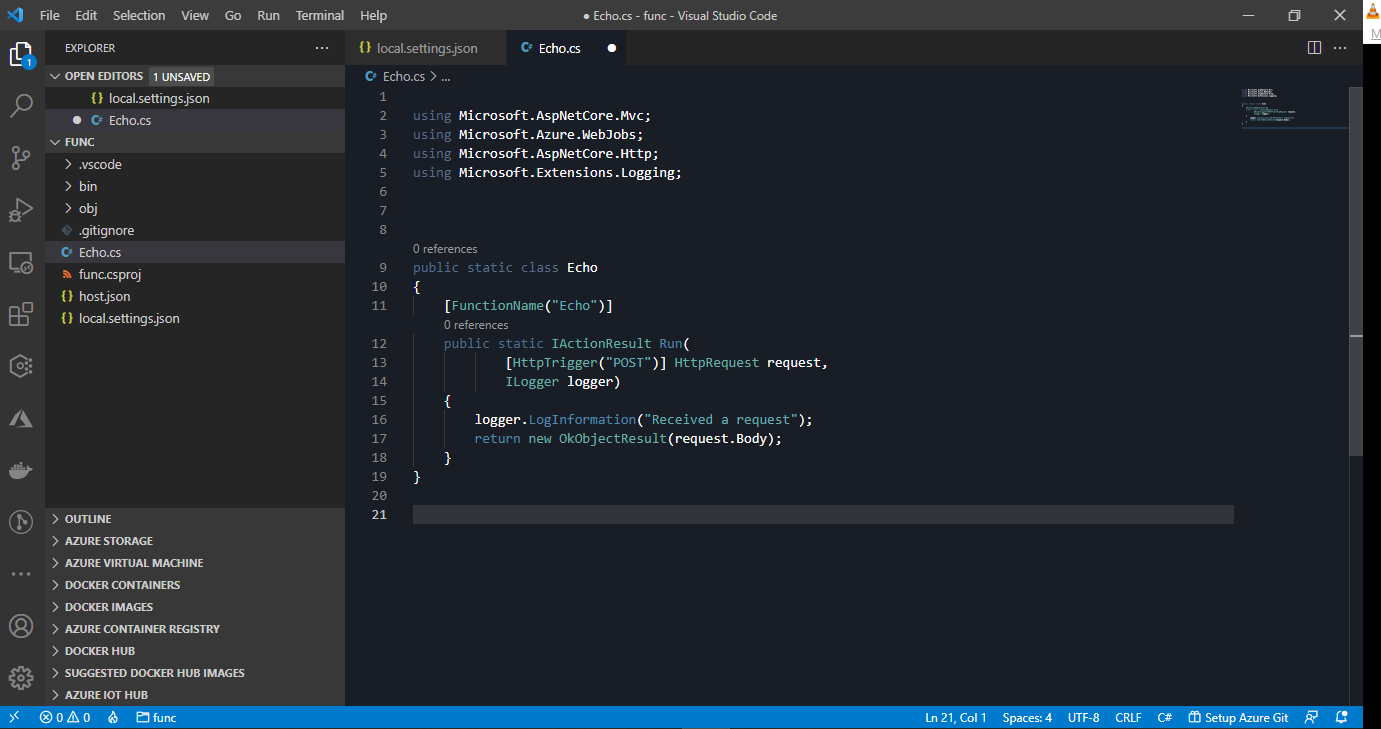 File Edit Selection View Go Run Terminal Help ● Echo.cs - func - Visual Studio Code
M
EXPLORER
1
OPEN EDITORS 1 UNSAVED
{} local.settings.json
● C# Echo.cs
FUNC
.vscode
bin
obj
.gitignore
C# Echo.cs
func.csproj
{} host.json
{} local.settings.json
OUTLINE
AZURE STORAGE
AZURE VIRTUAL MACHINE
DOCKER CONTAINERS
DOCKER IMAGES
AZURE CONTAINER REGISTRY
DOCKER HUB
SUGGESTED DOCKER HUB IMAGES
AZURE IOT HUB
{} local.settings.json C# Echo.cs ●
C# Echo.cs > ...
1
2 using Microsoft.AspNetCore.Mvc;
3 using Microsoft.Azure.WebJobs;
4 using Microsoft.AspNetCore.Http;
5 using Microsoft.Extensions.Logging;
6
7
8
0 references
9 public static class Echo
10 {
11 [FunctionName("Echo")]
0 references
12 public static IActionResult Run(
13 [HttpTrigger("POST")] HttpRequest request,
14 ILogger logger)
15 {
16 logger.LogInformation("Received a request");
17 return new OkObjectResult(request.Body);
18 }
19 }
20
21
0 0 func Ln 21, Col 1 Spaces: 4 UTF-8 CRLF C# Setup Azure Git